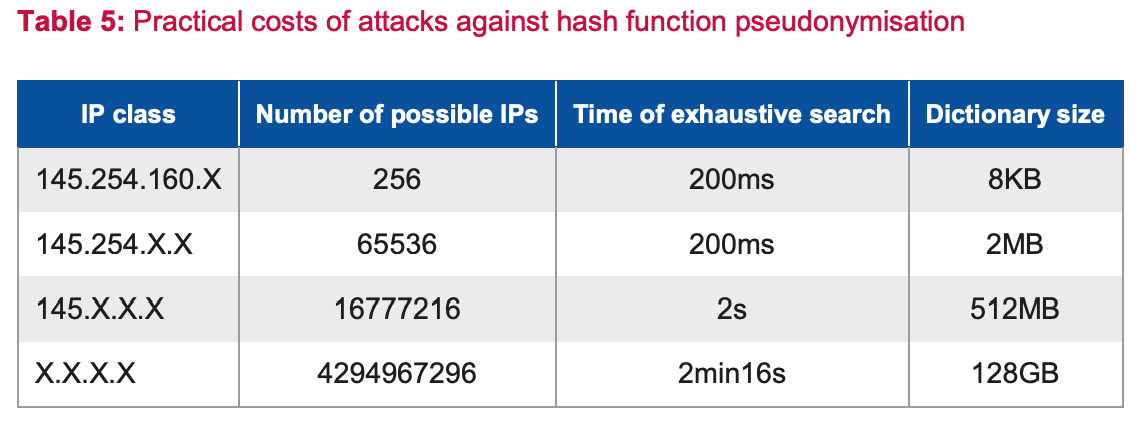 Table 5: Practical costs of attacks against hash function pseudonymisation
IP class Number of possible IPs Time of exhaustive search Dictionary size
145.254.160.X 256 200ms 8KB
145.254.X.X 65536 200ms 2MB
145.X.X.X 16777216 2s 512MB
X.X.X.X 4294967296 2min16s 128GB